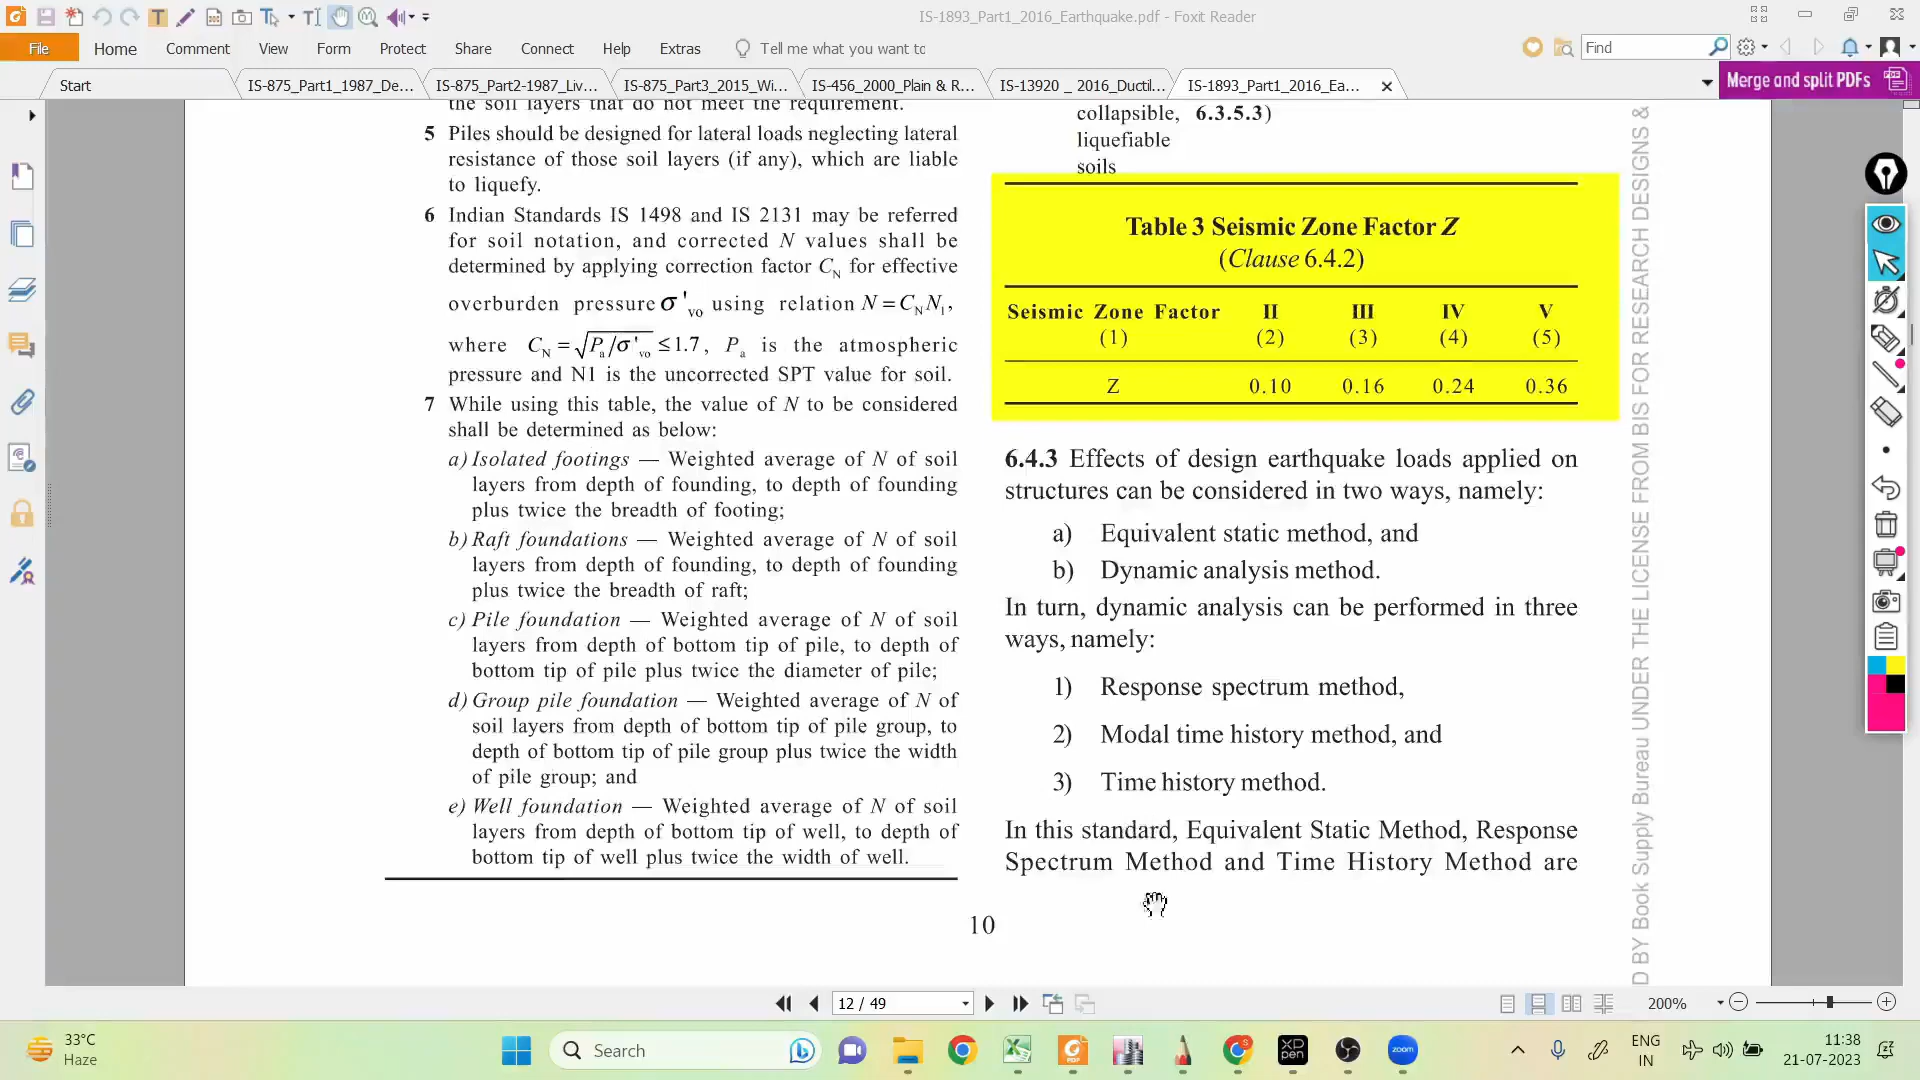 IS-1893_Part1_2016_Earthquake.pdf - Foxit Reader
File Home Comment View Form Protect Share Connect Help Extras Tell me what you want to Find
Start IS-875_Part1_1987_De... IS-875_Part2-1987_Liv... IS-875_Part3_2015_Wi... IS-456_2000_Plain & R... IS-13920 _ 2016_Ductil... IS-1893_Part1_2016_Ea... Merge and split PDFs
the soil layers that do not meet the requirement.
5 Piles should be designed for lateral loads neglecting lateral
resistance of those soil layers (if any), which are liable
to liquefy.
6 Indian Standards IS 1498 and IS 2131 may be referred
for soil notation, and corrected N values shall be
determined by applying correction factor CN for effective
overburden pressure σ'vo using relation N = CN N1,
where CN = √Pa/σ'vo ≤ 1.7, Pa is the atmospheric
pressure and N1 is the uncorrected SPT value for soil.
7 While using this table, the value of N to be considered
shall be determined as below:
a) Isolated footings — Weighted average of N of soil
layers from depth of founding, to depth of founding
plus twice the breadth of footing;
b) Raft foundations — Weighted average of N of soil
layers from depth of founding, to depth of founding
plus twice the breadth of raft;
c) Pile foundation — Weighted average of N of soil
layers from depth of bottom tip of pile, to depth of
bottom tip of pile plus twice the diameter of pile;
d) Group pile foundation — Weighted average of N of
soil layers from depth of bottom tip of pile group, to
depth of bottom tip of pile group plus twice the width
of pile group; and
e) Well foundation — Weighted average of N of soil
layers from depth of bottom tip of well, to depth of
bottom tip of well plus twice the width of well.
collapsible, 6.3.5.3)
liquefiable
soils
Table 3 Seismic Zone Factor Z
(Clause 6.4.2)
Seismic Zone Factor II III IV V
(1) (2) (3) (4) (5)
Z 0.10 0.16 0.24 0.36
6.4.3 Effects of design earthquake loads applied on
structures can be considered in two ways, namely:
a) Equivalent static method, and
b) Dynamic analysis method.
In turn, dynamic analysis can be performed in three
ways, namely:
1) Response spectrum method,
2) Modal time history method, and
3) Time history method.
In this standard, Equivalent Static Method, Response
Spectrum Method and Time History Method are
10
D BY Book Supply Bureau UNDER THE LICENSE FROM BIS FOR RESEARCH DESIGNS &
12 / 49 200%
33°C
Haze
Search
XP
PEN
zoom
ENG
IN
11:38
21-07-2023